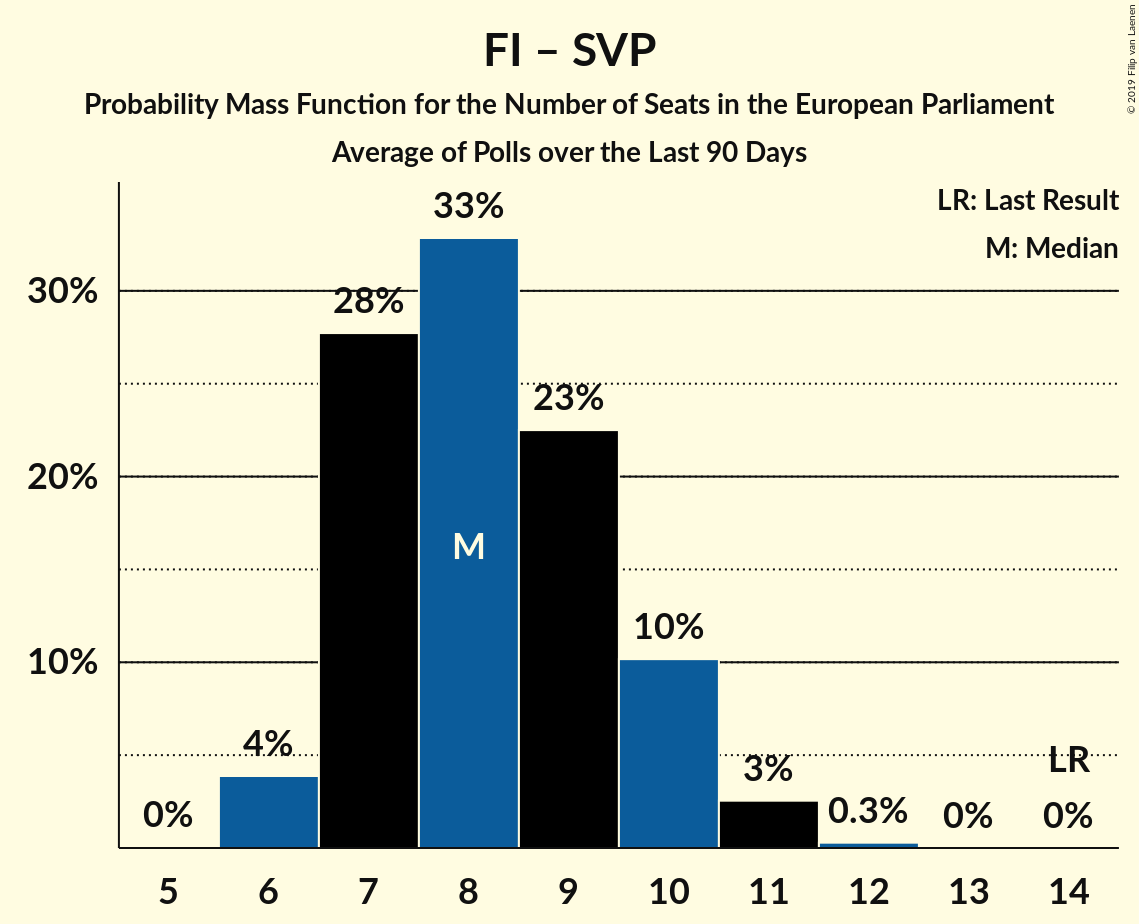 FI – SVP
Probability Mass Function for the Number of Seats in the European Parliament
Average of Polls over the Last 90 Days
© 2019 Filip van Laenen
LR: Last Result
M: Median
30%
20%
10%
0%
4%
28%
33%
M
23%
10%
3%
0.3%
0%
LR
0%
5 6 7 8 9 10 11 12 13 14